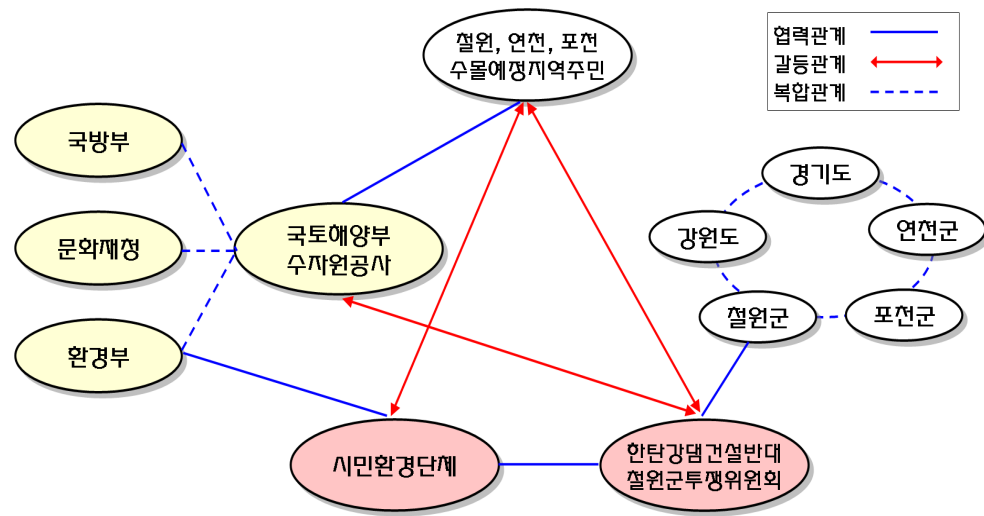 철원, 연천, 포천
수몰예정지역주민
협력관계
갈등관계
복합관계
국방부
문화재청
환경부
국토해양부
수자원공사
경기도
강원도
연천군
철원군
포천군
시민환경단체
한탄강댐건설반대
철원군투쟁위원회